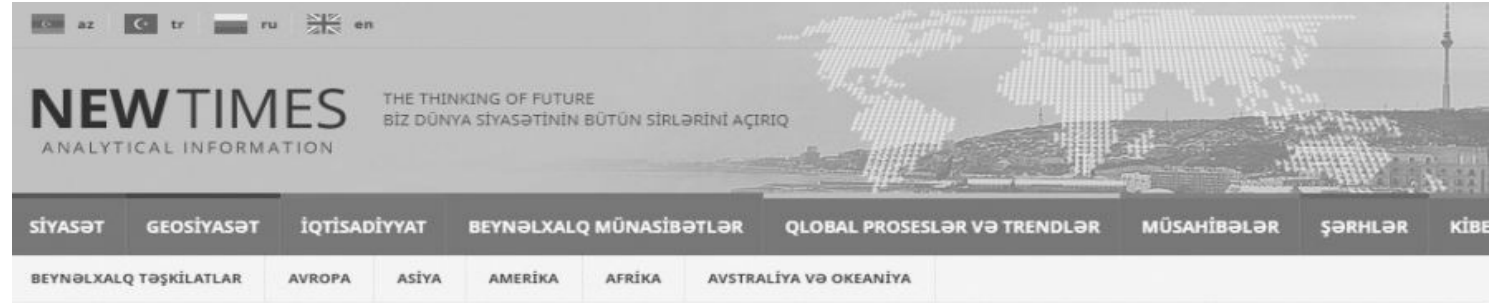 az tr ru en
NEWTIMES
ANALYTICAL INFORMATION
THE THINKING OF FUTURE
BİZ DÜNYA SİYASƏTİNİN BÜTÜN SİRLƏRİNİ AÇIRIQ
SİYASƏT GEOSİYASƏT İQTİSADİYYAT BEYNƏLXALQ MÜNASİBƏTLƏR QLOBAL PROSESLƏR VƏ TRENDLƏR MÜSAHİBƏLƏR ŞƏRHLƏR KİBE
BEYNƏLXALQ TƏŞKİLATLAR AVROPA ASİYA AMERİKA AFRİKA AVSTRALİYA VƏ OKEANİYA